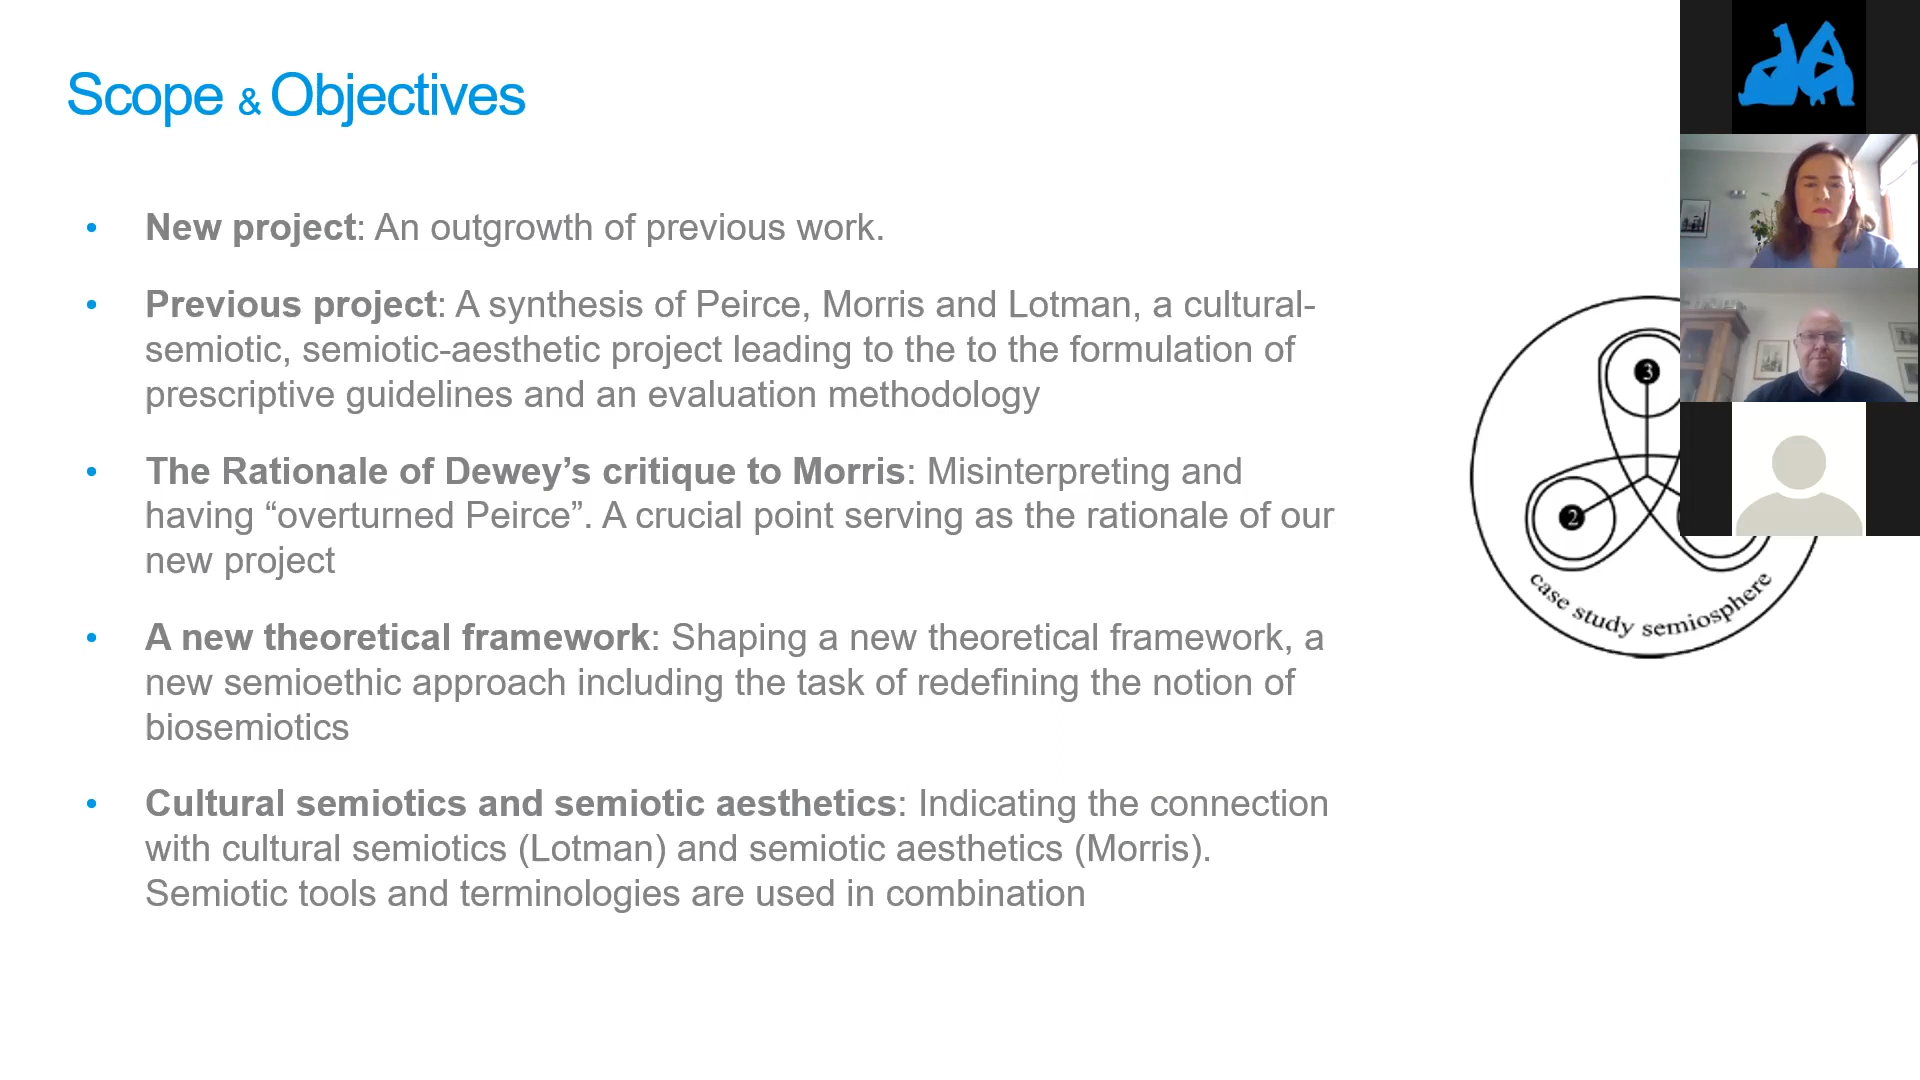 Scope & Objectives
• New project: An outgrowth of previous work.
• Previous project: A synthesis of Peirce, Morris and Lotman, a cultural-
semiotic, semiotic-aesthetic project leading to the to the formulation of
prescriptive guidelines and an evaluation methodology
• The Rationale of Dewey’s critique to Morris: Misinterpreting and
having “overturned Peirce”. A crucial point serving as the rationale of our
new project
• A new theoretical framework: Shaping a new theoretical framework, a
new semioethic approach including the task of redefining the notion of
biosemiotics
• Cultural semiotics and semiotic aesthetics: Indicating the connection
with cultural semiotics (Lotman) and semiotic aesthetics (Morris).
Semiotic tools and terminologies are used in combination
3
2
case study semiosphere